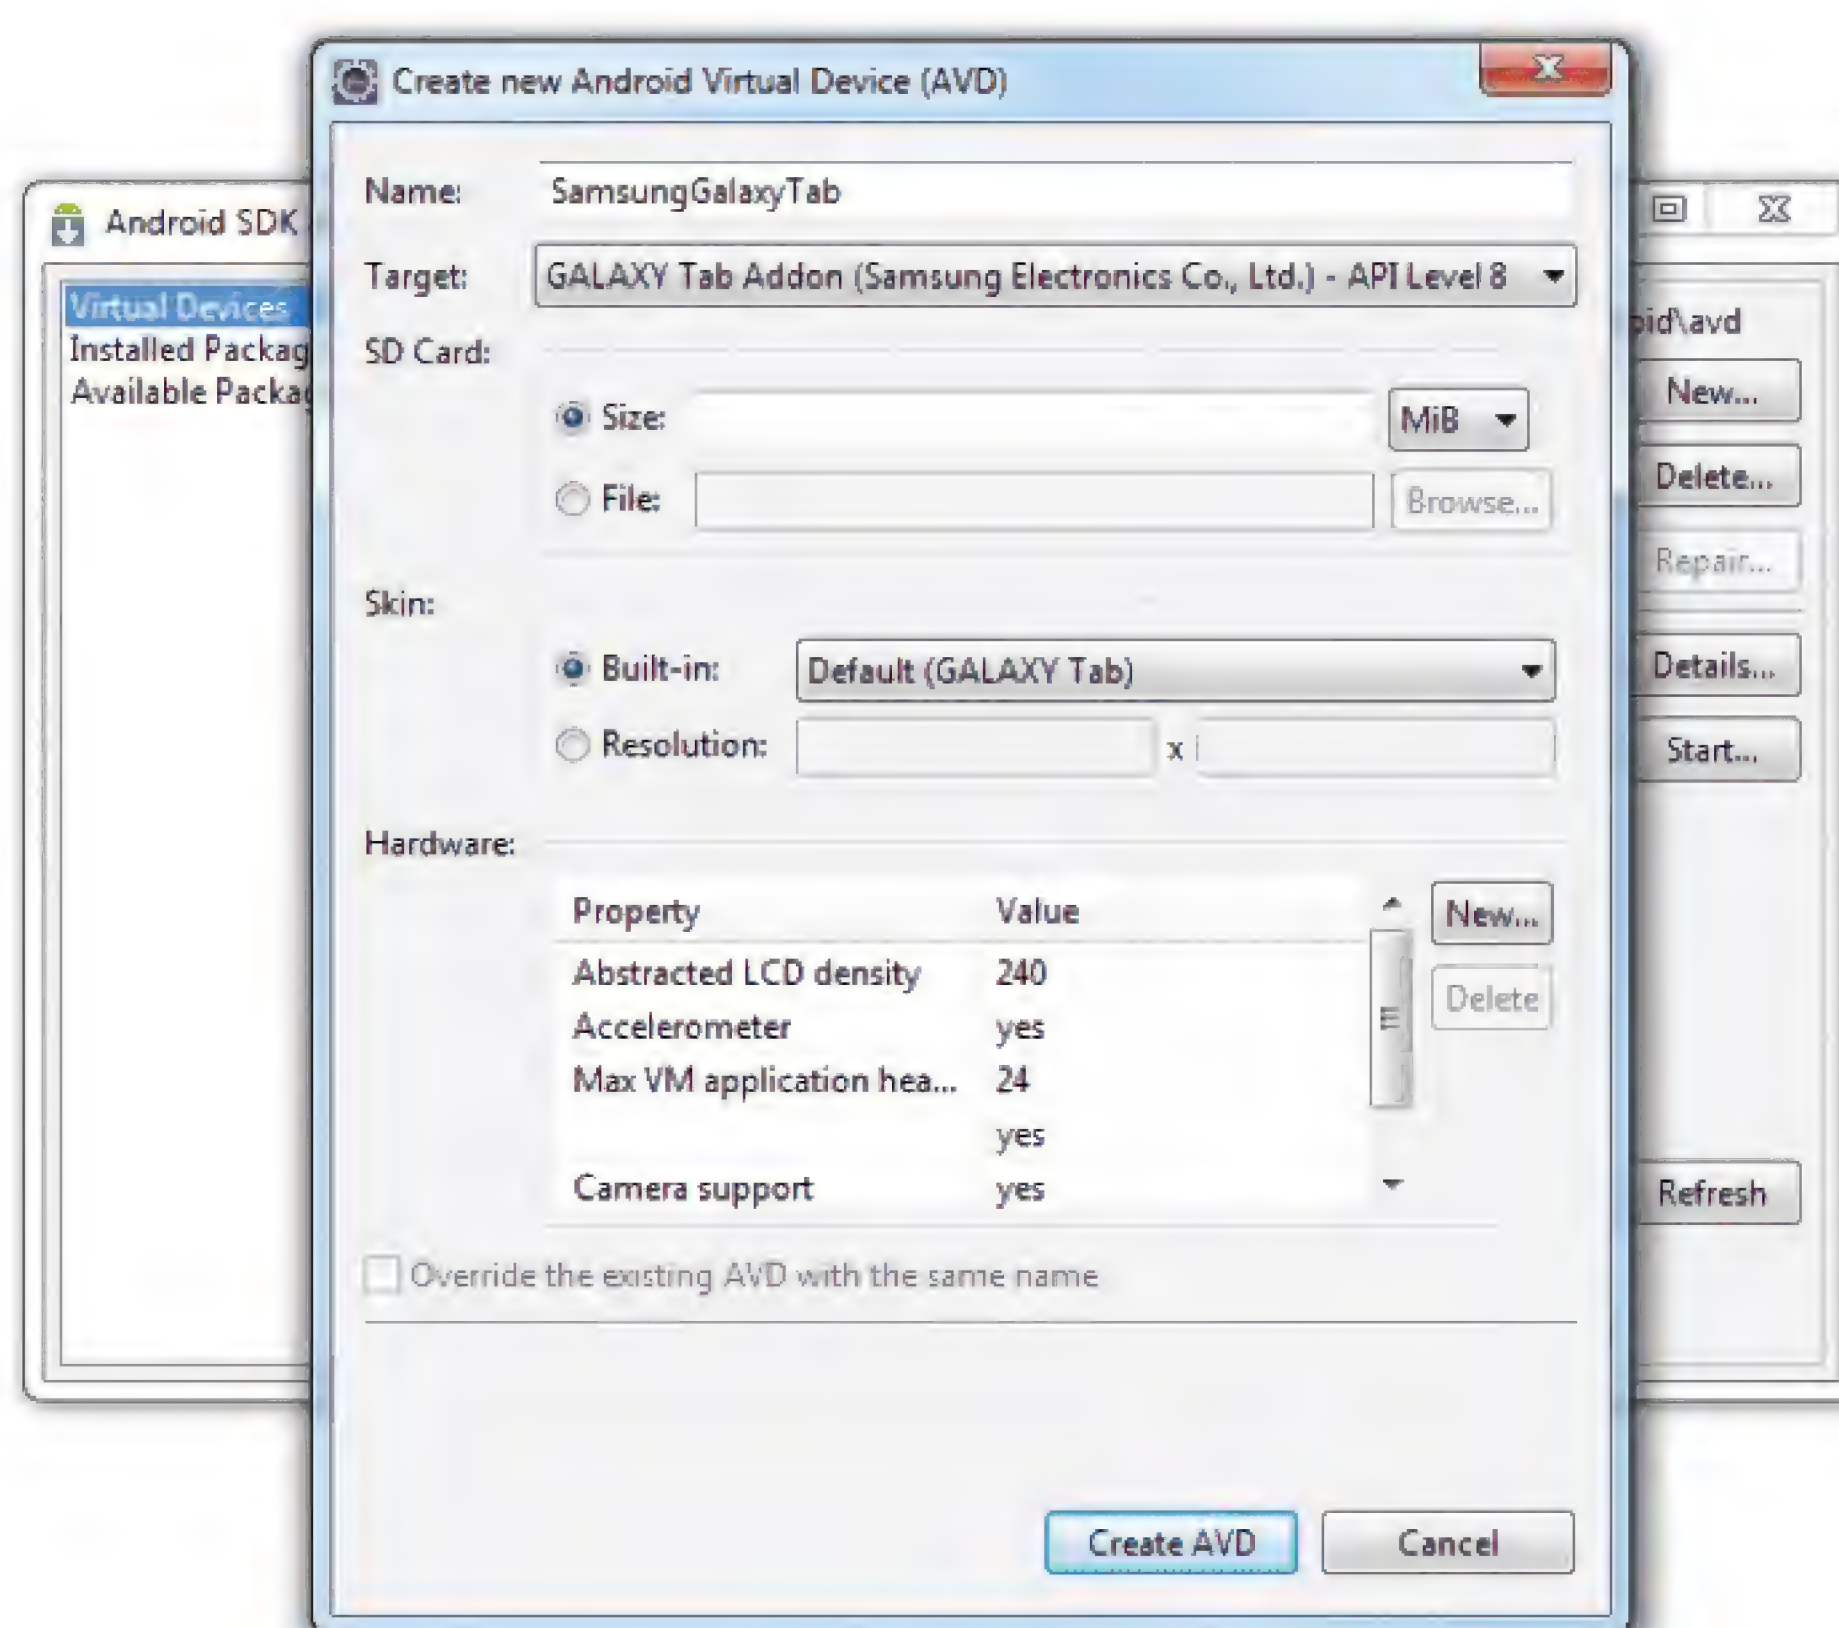 Create new Android Virtual Device (AVD)
Android SDK
Virtual Devices
Installed Packag
Available Packag
Name: SamsungGalaxyTab
Target: GALAXY Tab Addon (Samsung Electronics Co., Ltd.) - API Level 8
SD Card:
Size: MiB
File: Browse...
Skin:
Built-in: Default (GALAXY Tab)
Resolution: x
Hardware:
Property Value
Abstracted LCD density 240
Accelerometer yes
Max VM application hea... 24
yes
Camera support yes
New...
Delete
Override the existing AVD with the same name
Create AVD Cancel
oid\avd
New...
Delete...
Repair...
Details...
Start...
Refresh